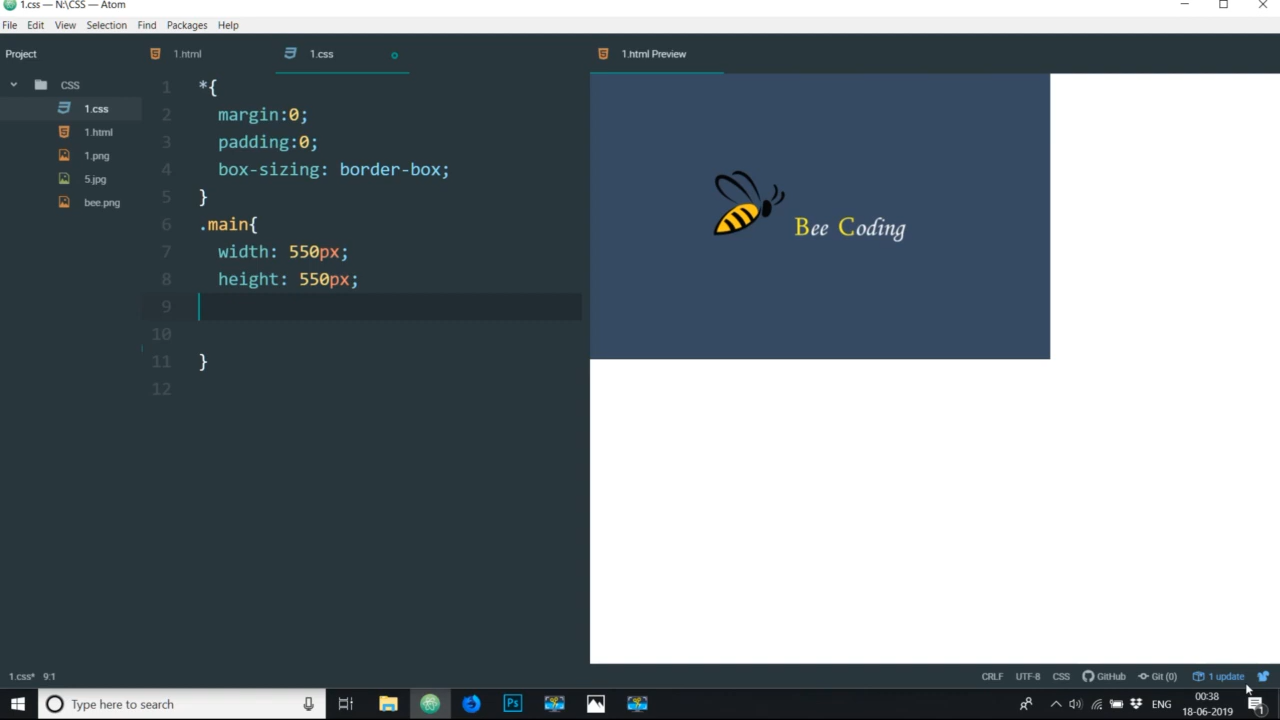 1.css — N:\CSS — Atom
File Edit View Selection Find Packages Help
Project
1.html
1.css
1.html Preview
CSS
1.css
1.html
1.png
5.jpg
bee.png
1 *{
2 margin:0;
3 padding:0;
4 box-sizing: border-box;
5 }
6 .main{
7 width: 550px;
8 height: 550px;
9
10
11 }
12
Bee Coding
1.css* 9:1
CRLF UTF-8 CSS GitHub Git (0) 1 update
Type here to search
Ps
ENG
00:38
18-06-2019
1